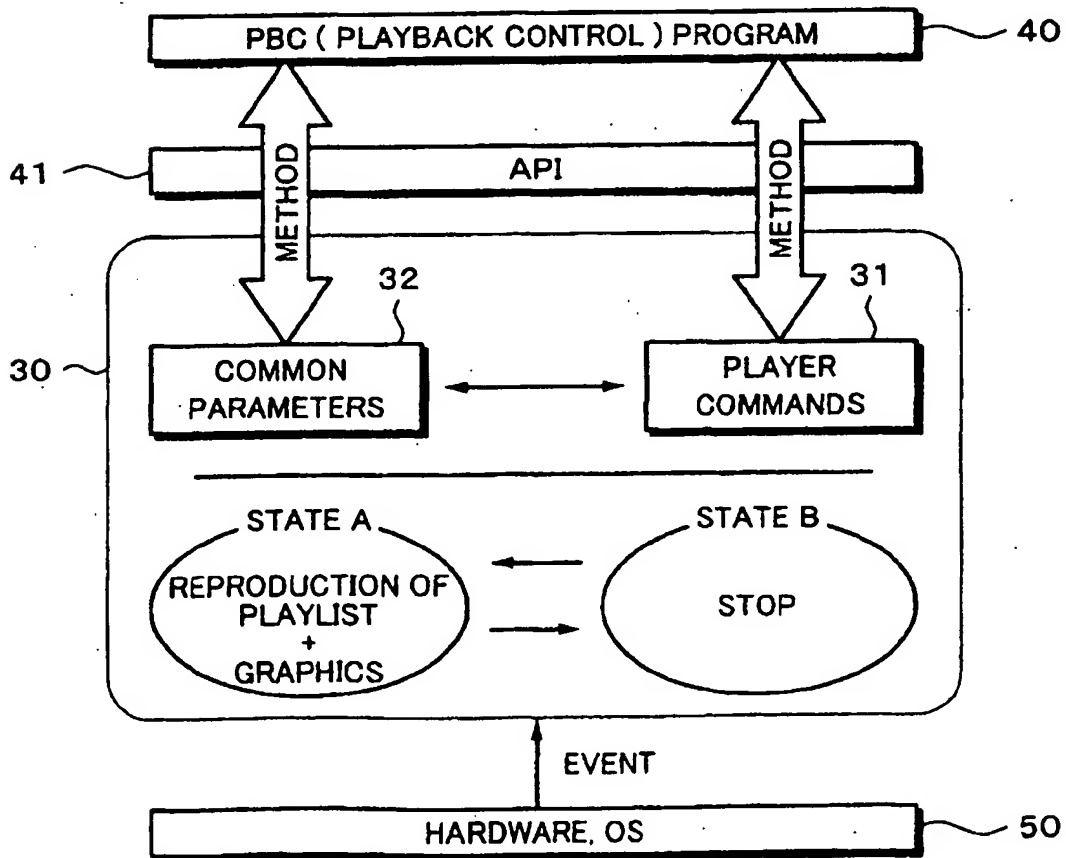 PBC ( PLAYBACK CONTROL ) PROGRAM
40
41
API
METHOD
METHOD
32
31
30
COMMON
PARAMETERS
PLAYER
COMMANDS
STATE A
REPRODUCTION OF
PLAYLIST
+
GRAPHICS
STATE B
STOP
EVENT
HARDWARE, OS
50